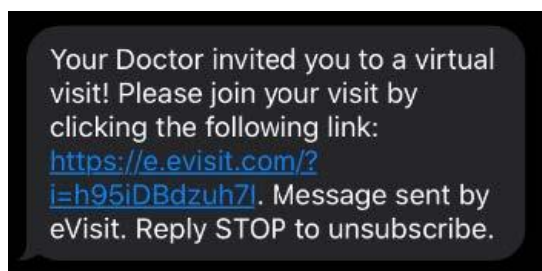 Your Doctor invited you to a virtual
visit! Please join your visit by
clicking the following link:
https://e.evisit.com/?
i=h95iDBdzuh7I. Message sent by
eVisit. Reply STOP to unsubscribe.